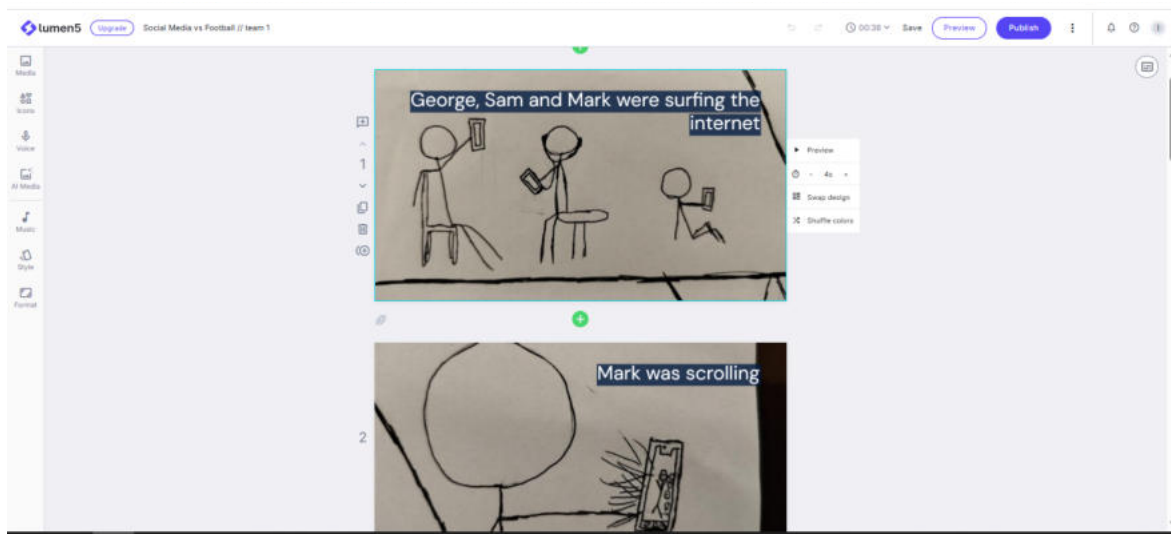 lumen5
Upgrade
Social Media vs Football // team 1
00:38
Save
Preview
Publish
Media
Icons
Voice
AI Media
Music
Style
Format
George, Sam and Mark were surfing the
internet
1
Preview
- 4s +
Swap design
Shuffle colors
Mark was scrolling
2